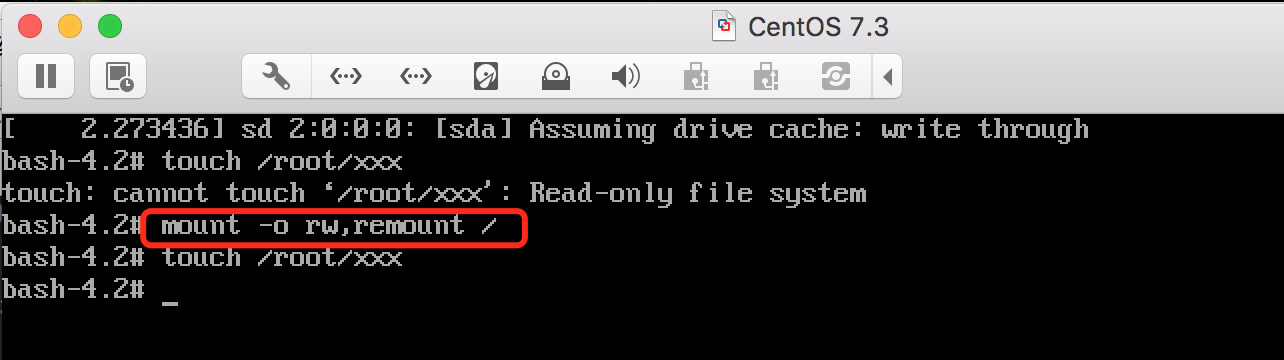 CentOS 7.3
[    2.273436] sd 2:0:0:0: [sda] Assuming drive cache: write through
bash-4.2# touch /root/xxx
touch: cannot touch ‘/root/xxx’: Read-only file system
bash-4.2# mount -o rw,remount /
bash-4.2# touch /root/xxx
bash-4.2# _